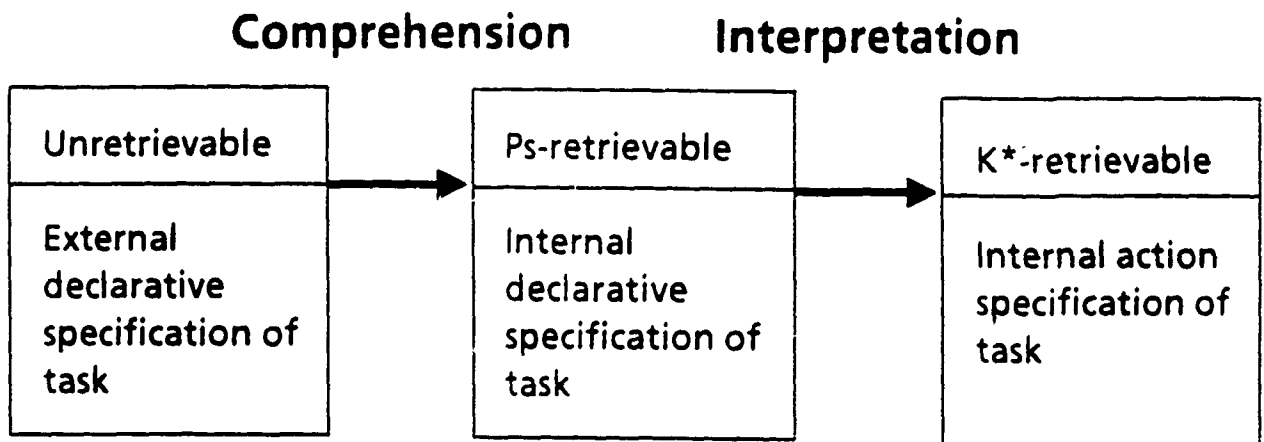 Comprehension
Interpretation
Unretrievable
External
declarative
specification of
task
Ps-retrievable
Internal
declarative
specification of
task
K*-retrievable
Internal action
specification of
task